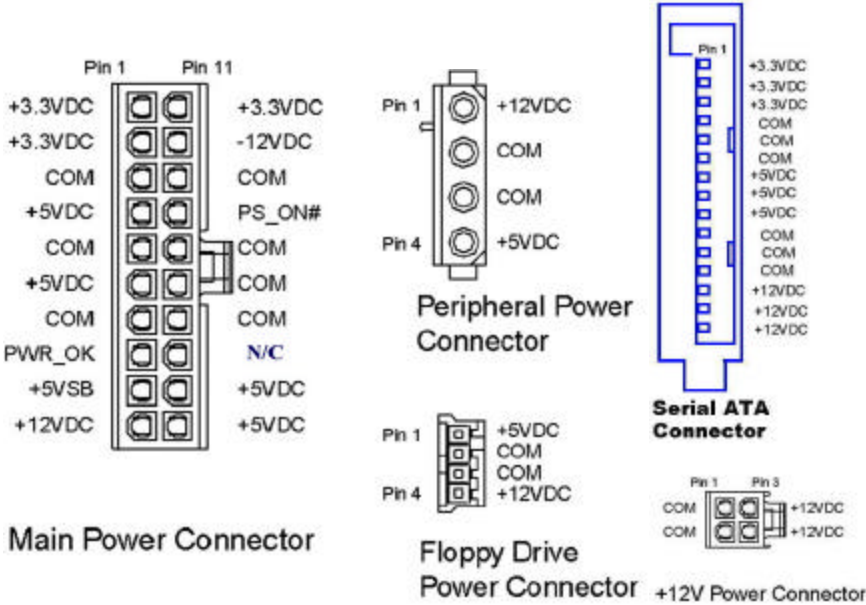 Pin 1 Pin 11
+3.3VDC +3.3VDC
+3.3VDC -12VDC
COM COM
+5VDC PS_ON#
COM COM
+5VDC COM
COM COM
PWR_OK N/C
+5VSB +5VDC
+12VDC +5VDC
Main Power Connector
Pin 1 +12VDC
COM
COM
Pin 4 +5VDC
Peripheral Power
Connector
Pin 1 +5VDC
COM
COM
Pin 4 +12VDC
Floppy Drive
Power Connector
Pin 1
+3.3VDC
+3.3VDC
+3.3VDC
COM
COM
COM
+5VDC
+5VDC
+5VDC
COM
COM
COM
+12VDC
+12VDC
+12VDC
Serial ATA
Connector
Pin 1 Pin 3
COM +12VDC
COM +12VDC
+12V Power Connector